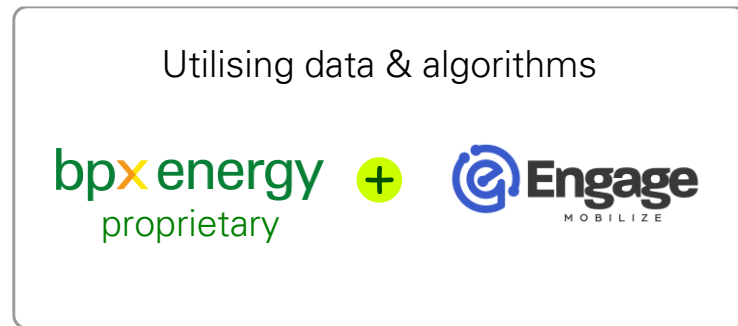 Utilising data & algorithms
bpx energy
proprietary
+
Engage
MOBILIZE